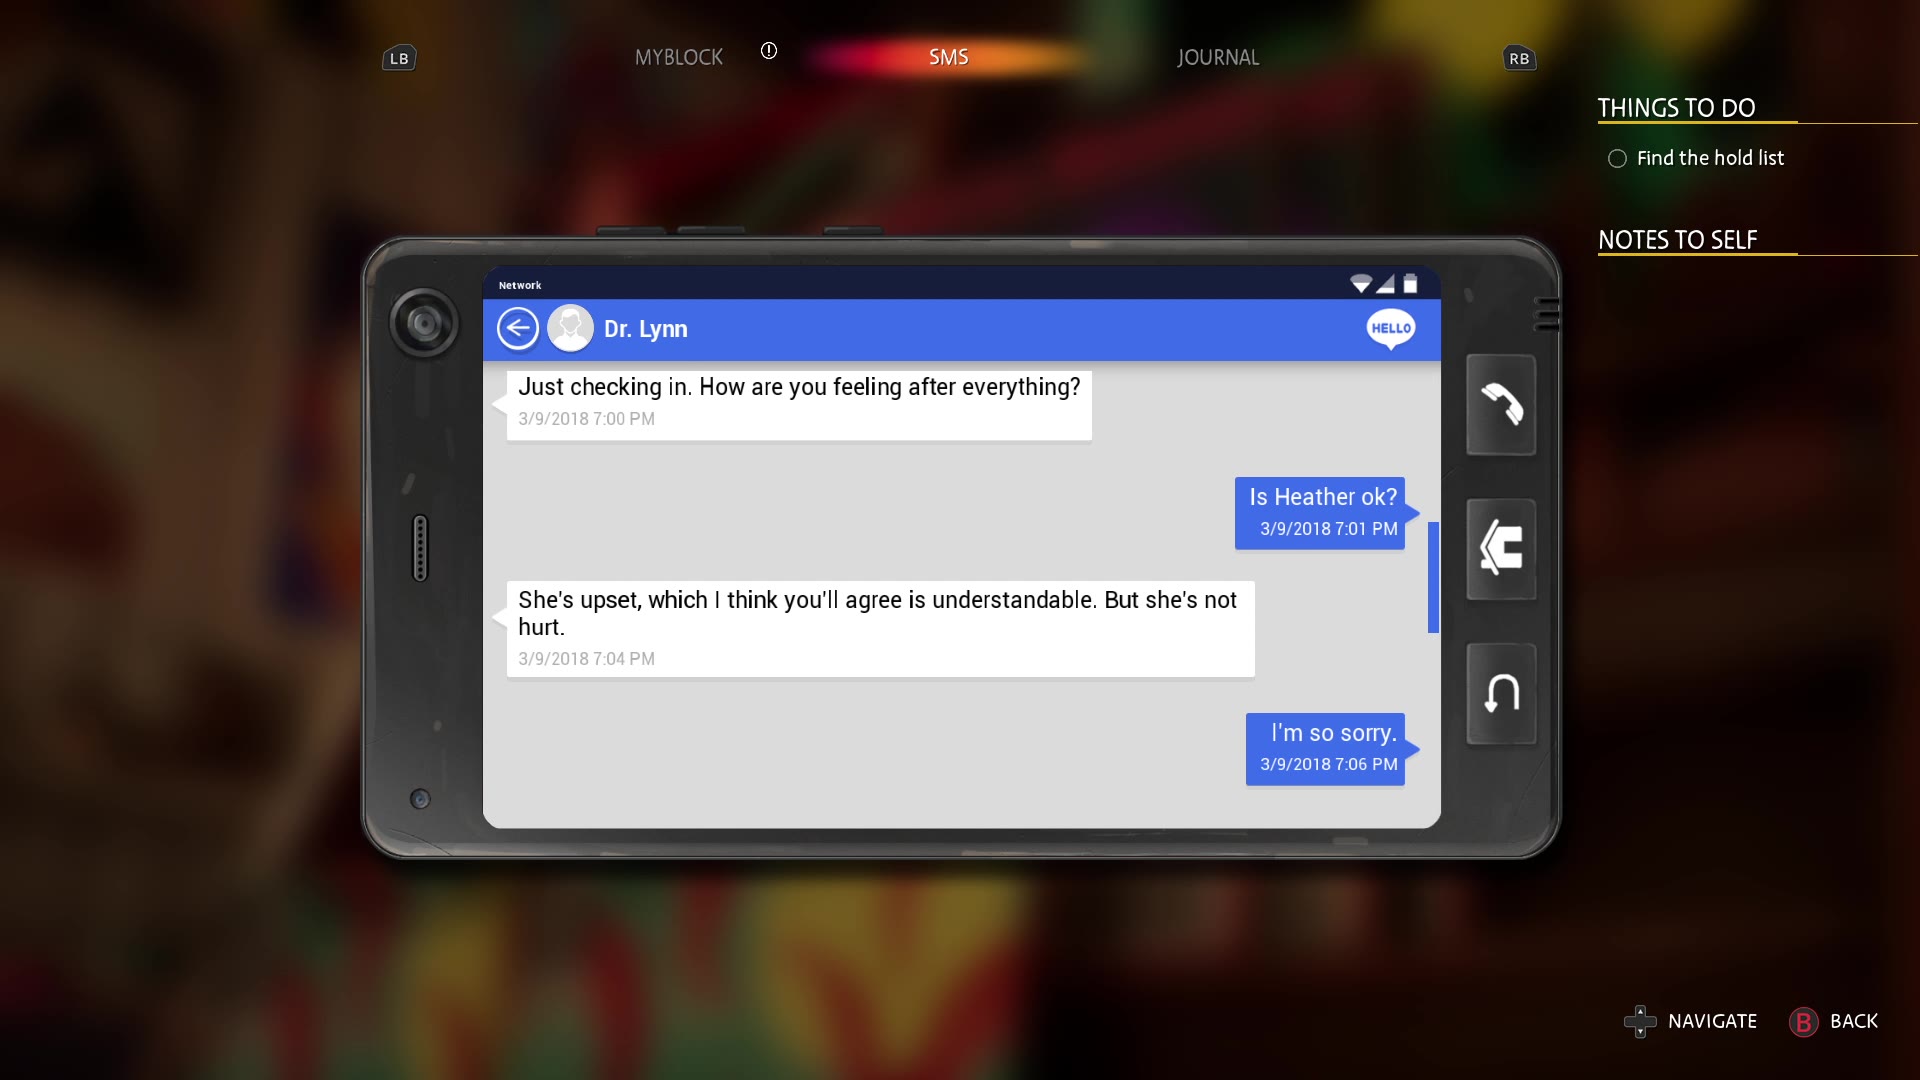 LB
MYBLOCK
SMS
JOURNAL
RB
THINGS TO DO
Find the hold list
NOTES TO SELF
Network
Dr. Lynn
HELLO
Just checking in. How are you feeling after everything?
3/9/2018 7:00 PM
Is Heather ok?
3/9/2018 7:01 PM
She's upset, which I think you'll agree is understandable. But she's not
hurt.
3/9/2018 7:04 PM
I'm so sorry.
3/9/2018 7:06 PM
NAVIGATE
B BACK